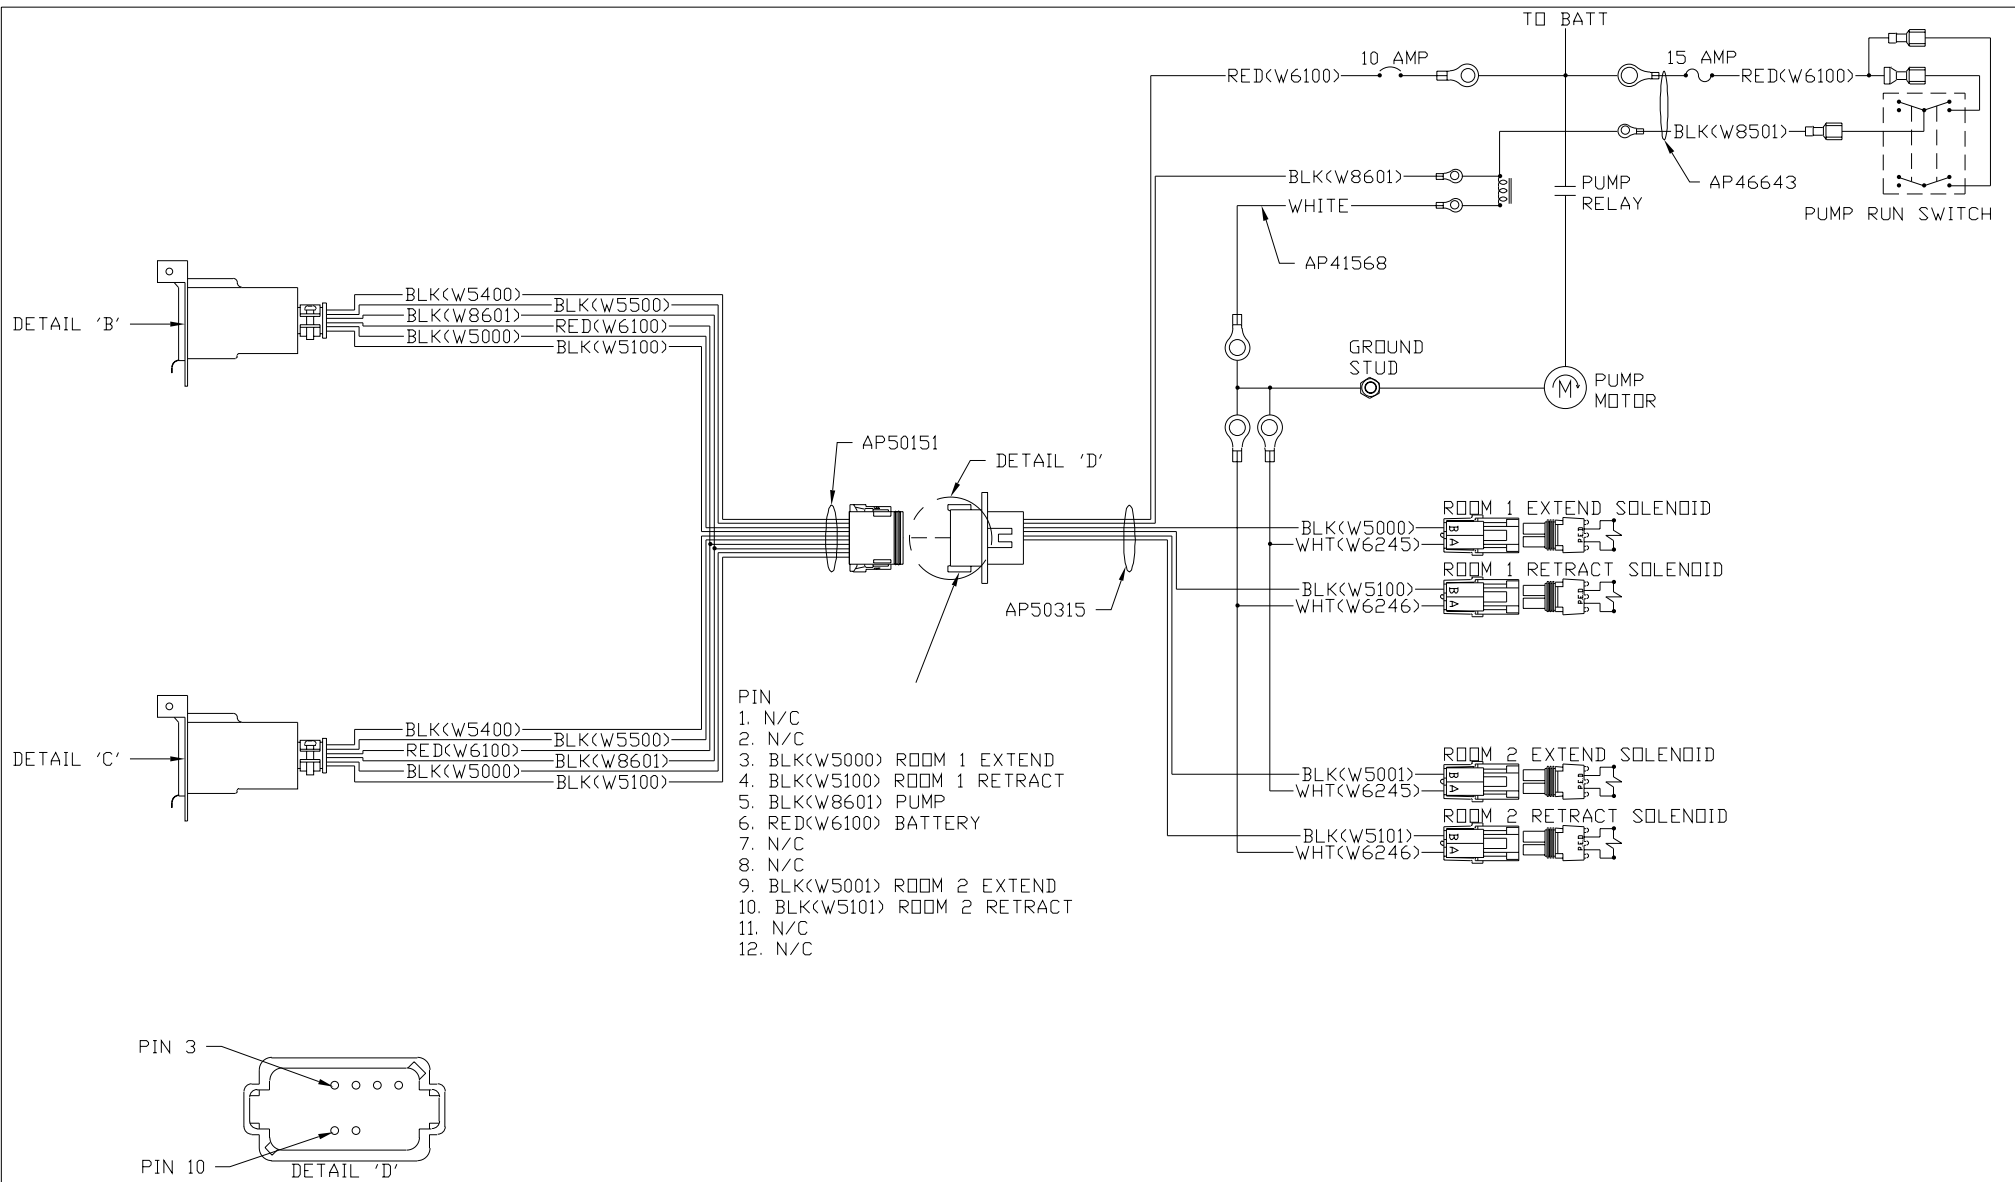 TO BATT
10 AMP
15 AMP
RED(W6100)
RED(W6100)
BLK(W8501)
AP46643
BLK(W8601)
WHITE
PUMP
RELAY
PUMP RUN SWITCH
AP41568
DETAIL 'B'
BLK(W5400)
BLK(W5500)
BLK(W8601)
RED(W6100)
BLK(W5000)
BLK(W5100)
GROUND
STUD
M
PUMP
MOTOR
AP50151
DETAIL 'D'
AP50315
ROOM 1 EXTEND SOLENOID
BLK(W5000)
WHT(W6245)
B
A
ROOM 1 RETRACT SOLENOID
BLK(W5100)
WHT(W6246)
B
A
DETAIL 'C'
BLK(W5400)
BLK(W5500)
RED(W6100)
BLK(W8601)
BLK(W5000)
BLK(W5100)
PIN
1. N/C
2. N/C
3. BLK(W5000) ROOM 1 EXTEND
4. BLK(W5100) ROOM 1 RETRACT
5. BLK(W8601) PUMP
6. RED(W6100) BATTERY
7. N/C
8. N/C
9. BLK(W5001) ROOM 2 EXTEND
10. BLK(W5101) ROOM 2 RETRACT
11. N/C
12. N/C
ROOM 2 EXTEND SOLENOID
BLK(W5001)
WHT(W6245)
B
A
ROOM 2 RETRACT SOLENOID
BLK(W5101)
WHT(W6246)
B
A
PIN 3
PIN 10
DETAIL 'D'